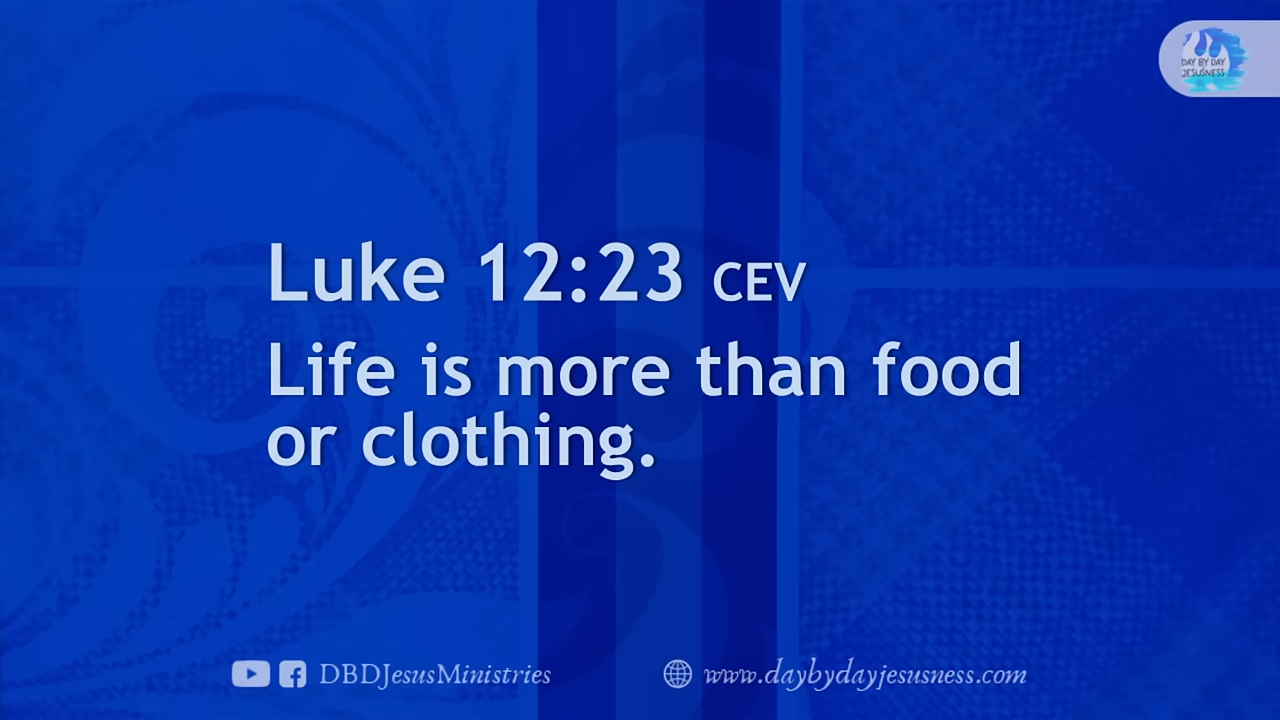 DAY BY DAY
JESUSNESS
Luke 12:23 CEV
Life is more than food
or clothing.
DBDJesusMinistries
www.daybydayjesusness.com